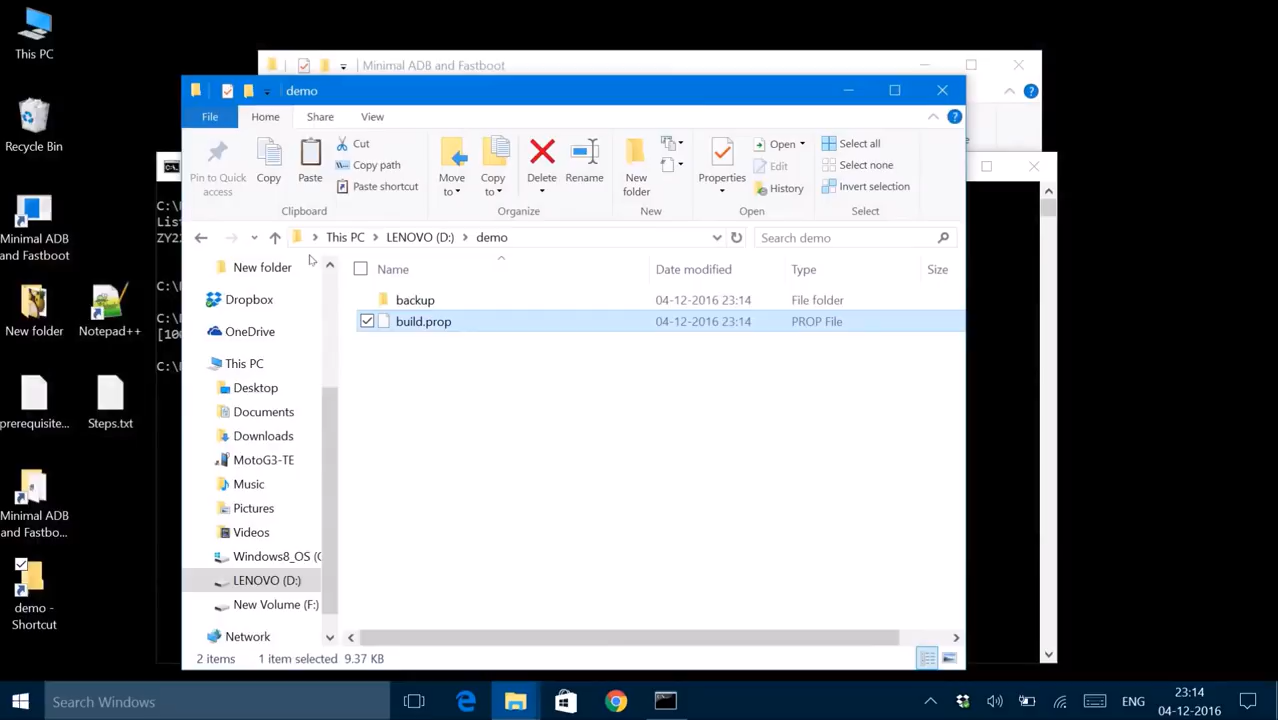 This PC
Recycle Bin
Minimal ADB
and Fastboot
New folder
Notepad++
prerequisite...
Steps.txt
Minimal ADB
and Fastbo...
demo -
Shortcut
Minimal ADB and Fastboot
demo
File
Home
Share
View
Pin to Quick
access
Copy
Paste
Cut
Copy path
Paste shortcut
Clipboard
Move
to
Copy
to
Delete
Rename
Organize
New
folder
New
Properties
Open
Edit
History
Open
Select all
Select none
Invert selection
Select
This PC
LENOVO (D:)
demo
Search demo
New folder
Dropbox
OneDrive
This PC
Desktop
Documents
Downloads
MotoG3-TE
Music
Pictures
Videos
Windows8_OS (C
LENOVO (D:)
New Volume (F:)
Network
Name
Date modified
Type
Size
backup
04-12-2016 23:14
File folder
build.prop
04-12-2016 23:14
PROP File
2 items
1 item selected
9.37 KB
C:\
List
ZY2
C:\
C:\
[10
C:\
Search Windows
ENG
23:14
04-12-2016